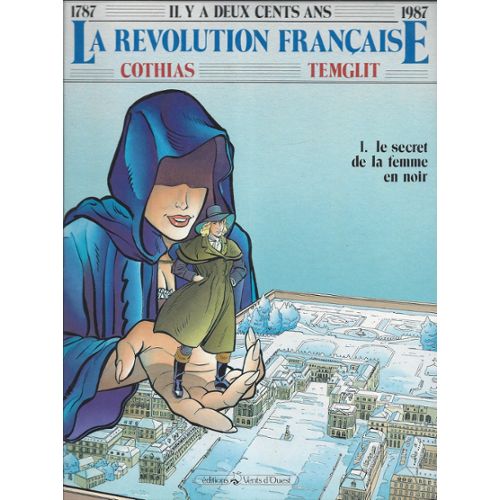 1787 IL Y A DEUX CENTS ANS 1987
LA REVOLUTION FRANÇAISE
COTHIAS TEMGLIT
1. le secret
de la femme
en noir
éditions Vents d'Ouest